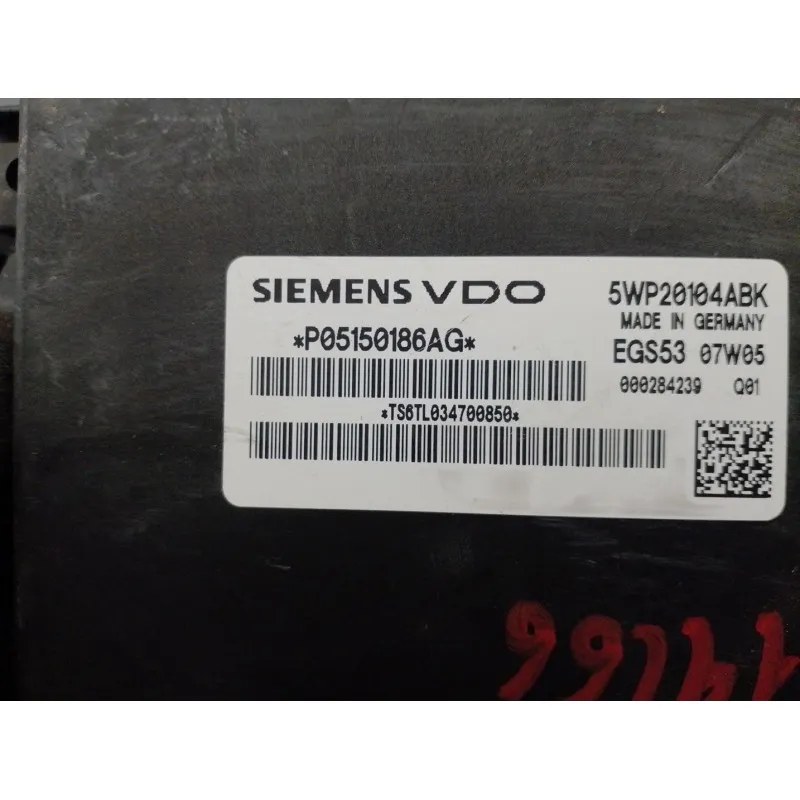 SIEMENS VDO 5WP20104ABK
MADE IN GERMANY
*P05150186AG* EGS53 07W05
000284239 Q01
*TS6TL034700850*